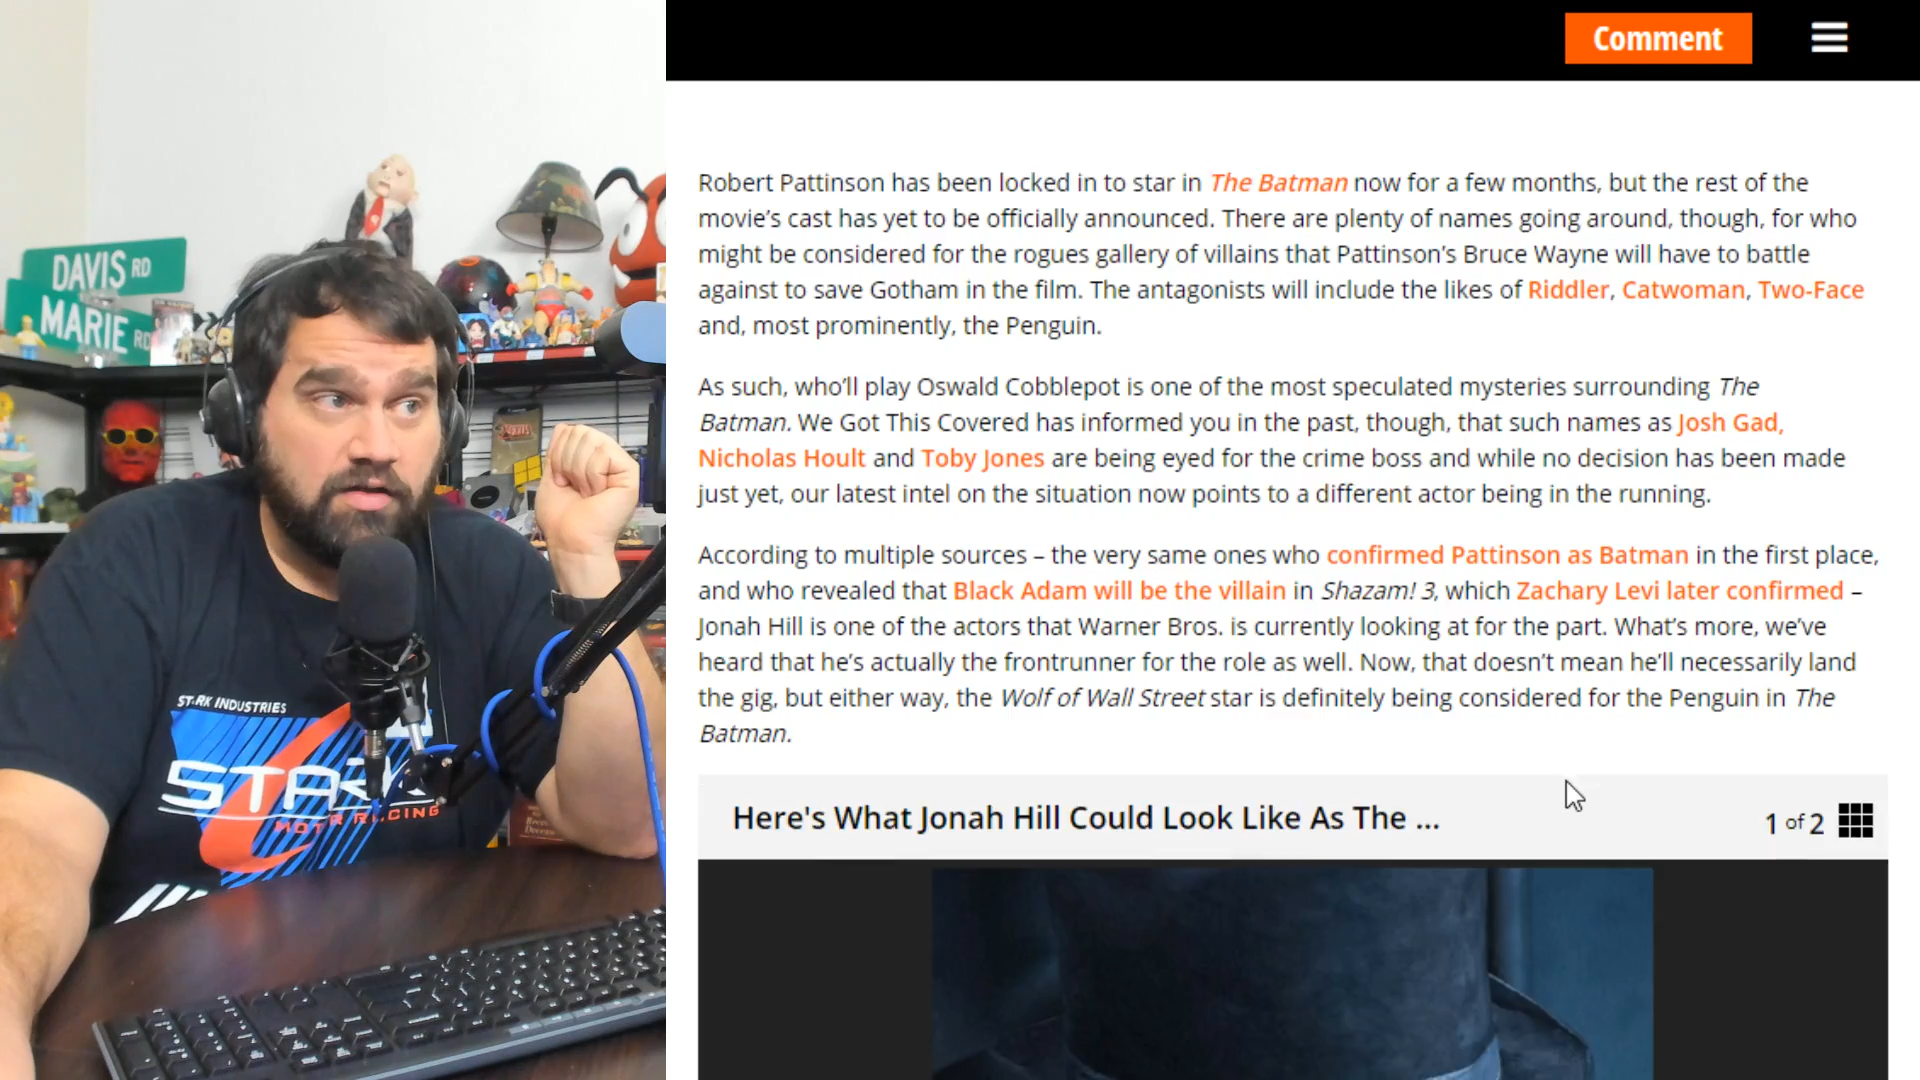 Comment
Robert Pattinson has been locked in to star in The Batman now for a few months, but the rest of the
movie's cast has yet to be officially announced. There are plenty of names going around, though, for who
might be considered for the rogues gallery of villains that Pattinson's Bruce Wayne will have to battle
against to save Gotham in the film. The antagonists will include the likes of Riddler, Catwoman, Two-Face
and, most prominently, the Penguin.
As such, who'll play Oswald Cobblepot is one of the most speculated mysteries surrounding The
Batman. We Got This Covered has informed you in the past, though, that such names as Josh Gad,
Nicholas Hoult and Toby Jones are being eyed for the crime boss and while no decision has been made
just yet, our latest intel on the situation now points to a different actor being in the running.
According to multiple sources – the very same ones who confirmed Pattinson as Batman in the first place,
and who revealed that Black Adam will be the villain in Shazam! 3, which Zachary Levi later confirmed –
Jonah Hill is one of the actors that Warner Bros. is currently looking at for the part. What's more, we've
heard that he's actually the frontrunner for the role as well. Now, that doesn't mean he'll necessarily land
the gig, but either way, the Wolf of Wall Street star is definitely being considered for the Penguin in The
Batman.
Here's What Jonah Hill Could Look Like As The ...
1 of 2
DAVIS RD
MARIE RD
STARK INDUSTRIES
STARK